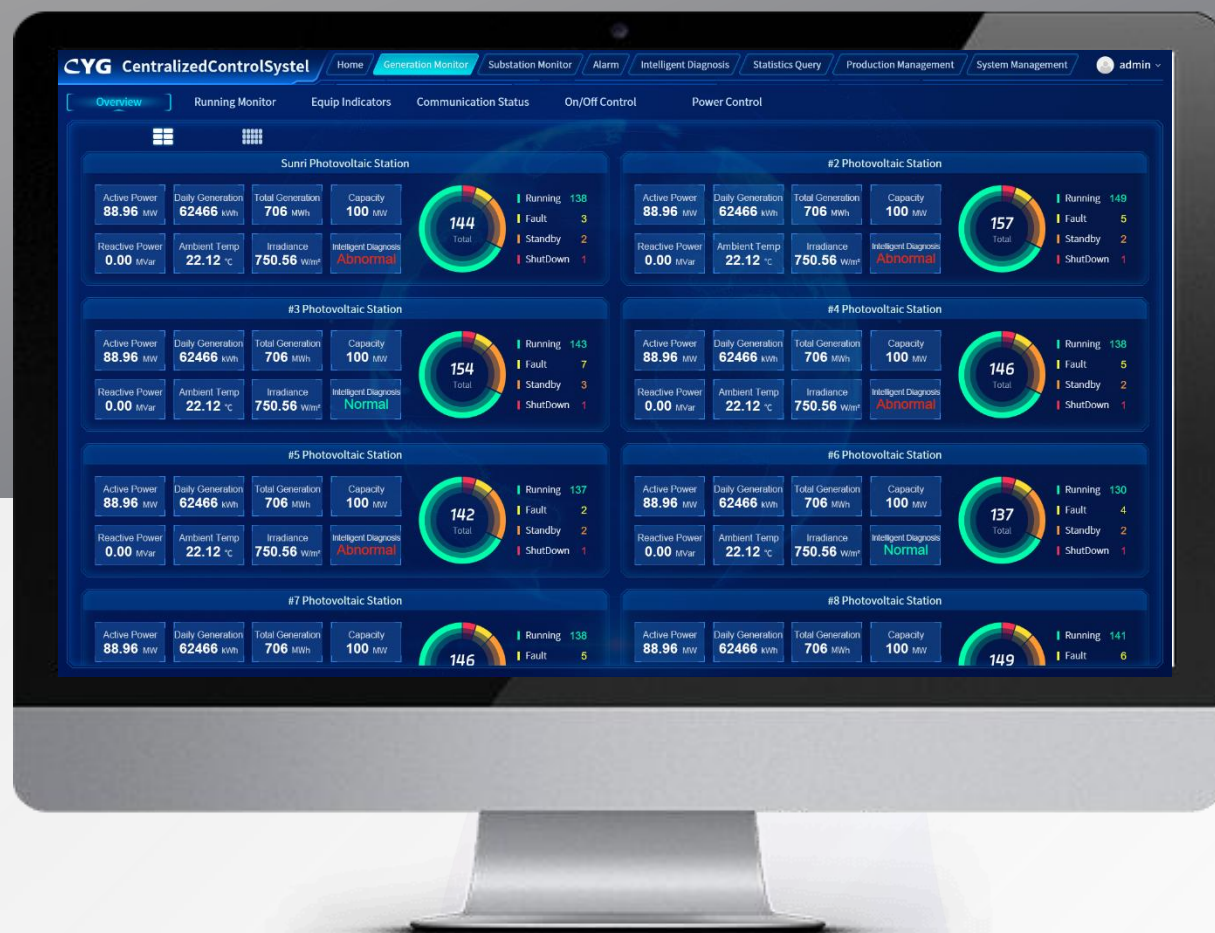 CYG CentralizedControlSystel Home Generation Monitor Substation Monitor Alarm Intelligent Diagnosis Statistics Query Production Management System Management admin
Overview Running Monitor Equip Indicators Communication Status On/Off Control Power Control
Sunri Photovoltaic Station
Active Power Daily Generation Total Generation Capacity
88.96 MW 62466 kWh 706 MWh 100 MW
Reactive Power Ambient Temp Irradiance Intelligent Diagnosis
0.00 MVar 22.12 ℃ 750.56 W/m² Abnormal
144
Total
Running 138
Fault 3
Standby 2
ShutDown 1
#2 Photovoltaic Station
Active Power Daily Generation Total Generation Capacity
88.96 MW 62466 kWh 706 MWh 100 MW
Reactive Power Ambient Temp Irradiance Intelligent Diagnosis
0.00 MVar 22.12 ℃ 750.56 W/m² Abnormal
157
Total
Running 149
Fault 5
Standby 2
ShutDown 1
#3 Photovoltaic Station
Active Power Daily Generation Total Generation Capacity
88.96 MW 62466 kWh 706 MWh 100 MW
Reactive Power Ambient Temp Irradiance Intelligent Diagnosis
0.00 MVar 22.12 ℃ 750.56 W/m² Normal
154
Total
Running 143
Fault 7
Standby 3
ShutDown 1
#4 Photovoltaic Station
Active Power Daily Generation Total Generation Capacity
88.96 MW 62466 kWh 706 MWh 100 MW
Reactive Power Ambient Temp Irradiance Intelligent Diagnosis
0.00 MVar 22.12 ℃ 750.56 W/m² Abnormal
146
Total
Running 138
Fault 5
Standby 2
ShutDown 1
#5 Photovoltaic Station
Active Power Daily Generation Total Generation Capacity
88.96 MW 62466 kWh 706 MWh 100 MW
Reactive Power Ambient Temp Irradiance Intelligent Diagnosis
0.00 MVar 22.12 ℃ 750.56 W/m² Abnormal
142
Total
Running 137
Fault 2
Standby 2
ShutDown 1
#6 Photovoltaic Station
Active Power Daily Generation Total Generation Capacity
88.96 MW 62466 kWh 706 MWh 100 MW
Reactive Power Ambient Temp Irradiance Intelligent Diagnosis
0.00 MVar 22.12 ℃ 750.56 W/m² Normal
137
Total
Running 130
Fault 4
Standby 2
ShutDown 1
#7 Photovoltaic Station
Active Power Daily Generation Total Generation Capacity
88.96 MW 62466 kWh 706 MWh 100 MW
146
Running 138
Fault 5
#8 Photovoltaic Station
Active Power Daily Generation Total Generation Capacity
88.96 MW 62466 kWh 706 MWh 100 MW
149
Running 141
Fault 6